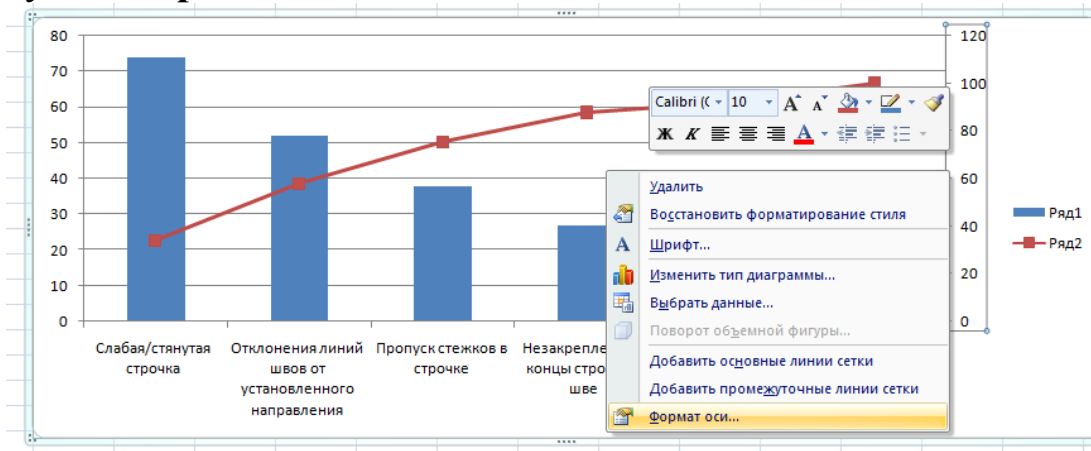 80
70
60
50
40
30
20
10
0
120
100
80
60
40
20
0
Calibri (С 10 A A
Ж К A
Удалить
Восстановить форматирование стиля
A Шрифт...
Изменить тип диаграммы...
Выбрать данные...
Поворот объемной фигуры...
Добавить основные линии сетки
Добавить промежуточные линии сетки
Формат оси...
Ряд1
Ряд2
Слабая/стянутая
строчка
Отклонения линий
швов от
установленного
направления
Пропуск стежков в
строчке
Незакрепле
концы стро
шве